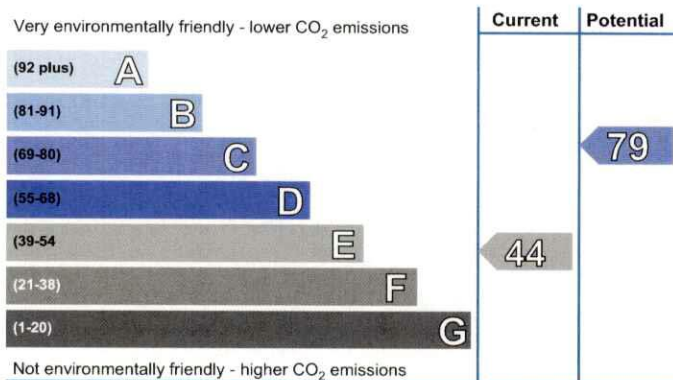 Very environmentally friendly - lower CO₂ emissions
Current
Potential
(92 plus) A
(81-91) B
(69-80) C
79
(55-68) D
(39-54 E
44
(21-38) F
(1-20) G
Not environmentally friendly - higher CO₂ emissions